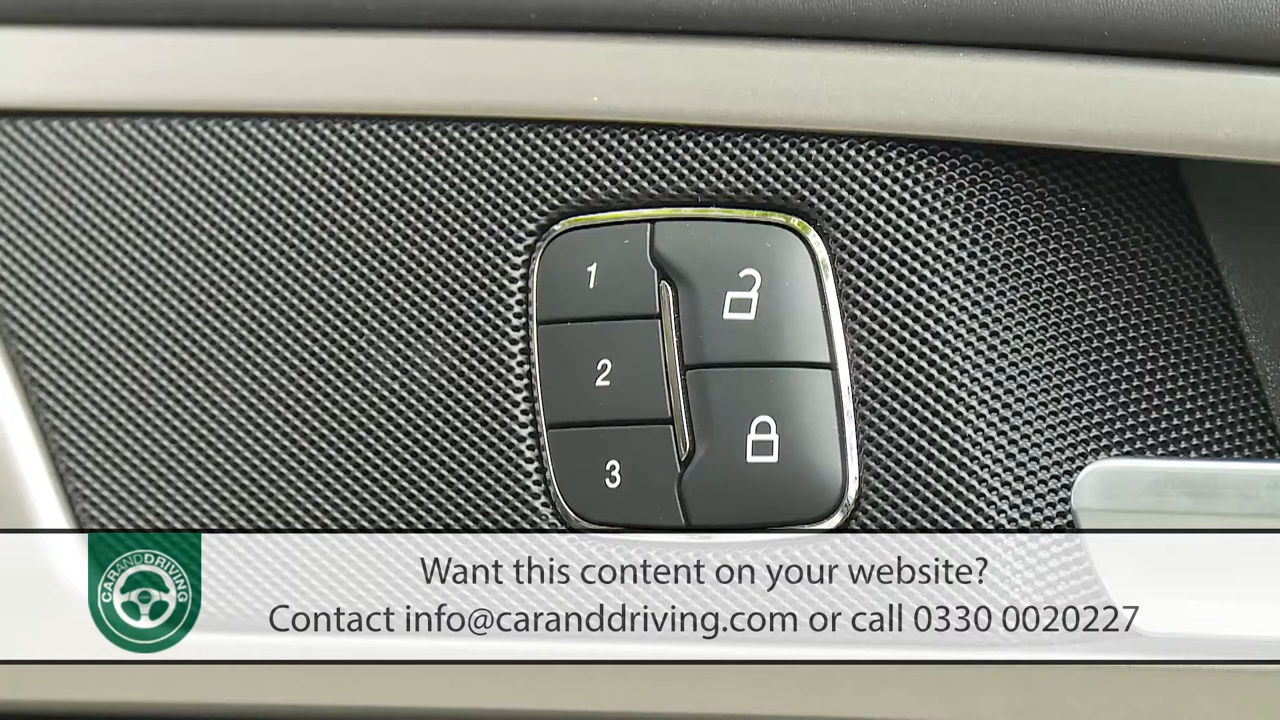 1
2
3
CARANDDRIVING
Want this content on your website?
Contact info@caranddriving.com or call 0330 0020227